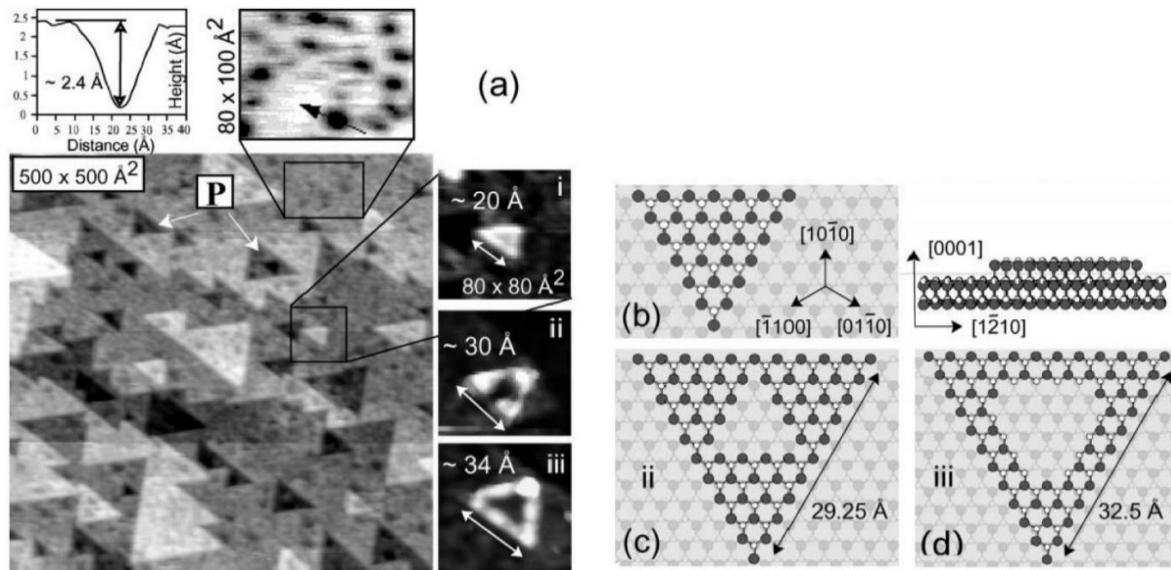 2.5
2
1.5
1
0.5
0
~ 2.4 Å
Height (Å)
0 5 10 15 20 25 30 35 40
Distance (Å)
80 x 100 Å²
(a)
500 x 500 Å²
P
i
~ 20 Å
80 x 80 Å²
ii
~ 30 Å
iii
~ 34 Å
[101̄0]
[1̄100]
[011̄0]
(b)
[0001]
[12̄10]
ii
29.25 Å
(c)
iii
32.5 Å
(d)